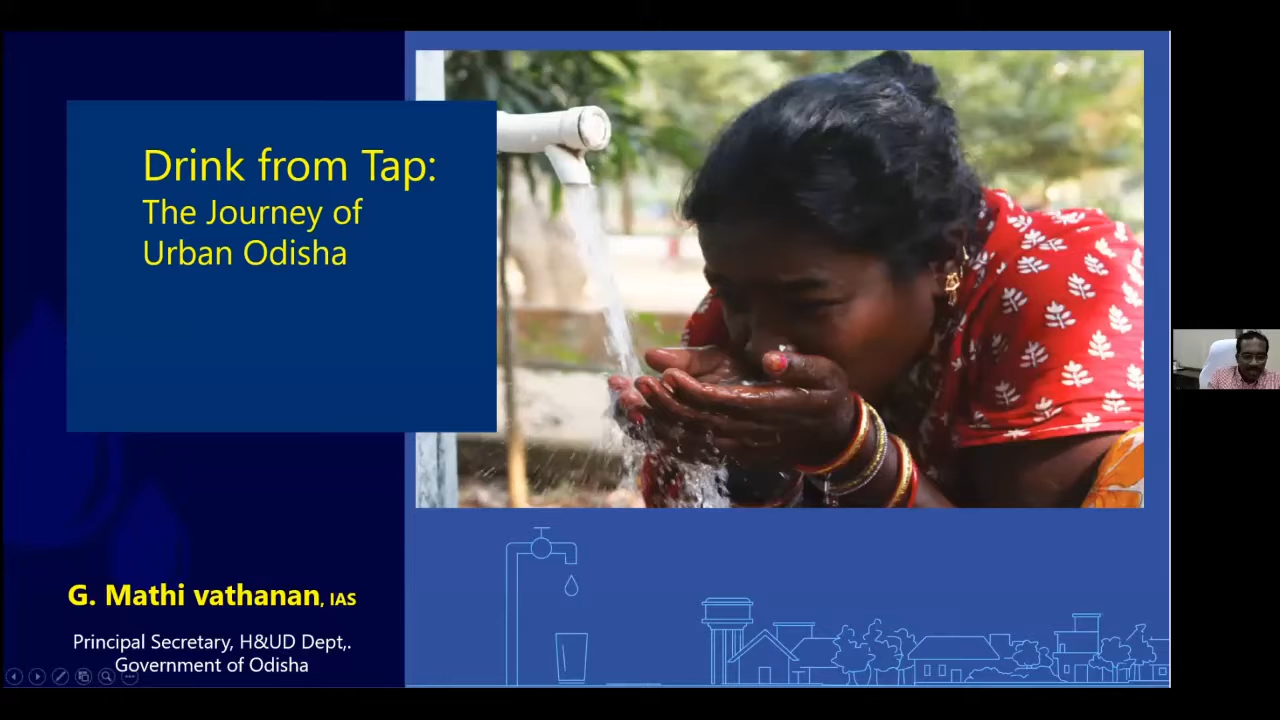 Drink from Tap:
The Journey of
Urban Odisha
G. Mathi vathanan, IAS
Principal Secretary, H&UD Dept,.
Government of Odisha